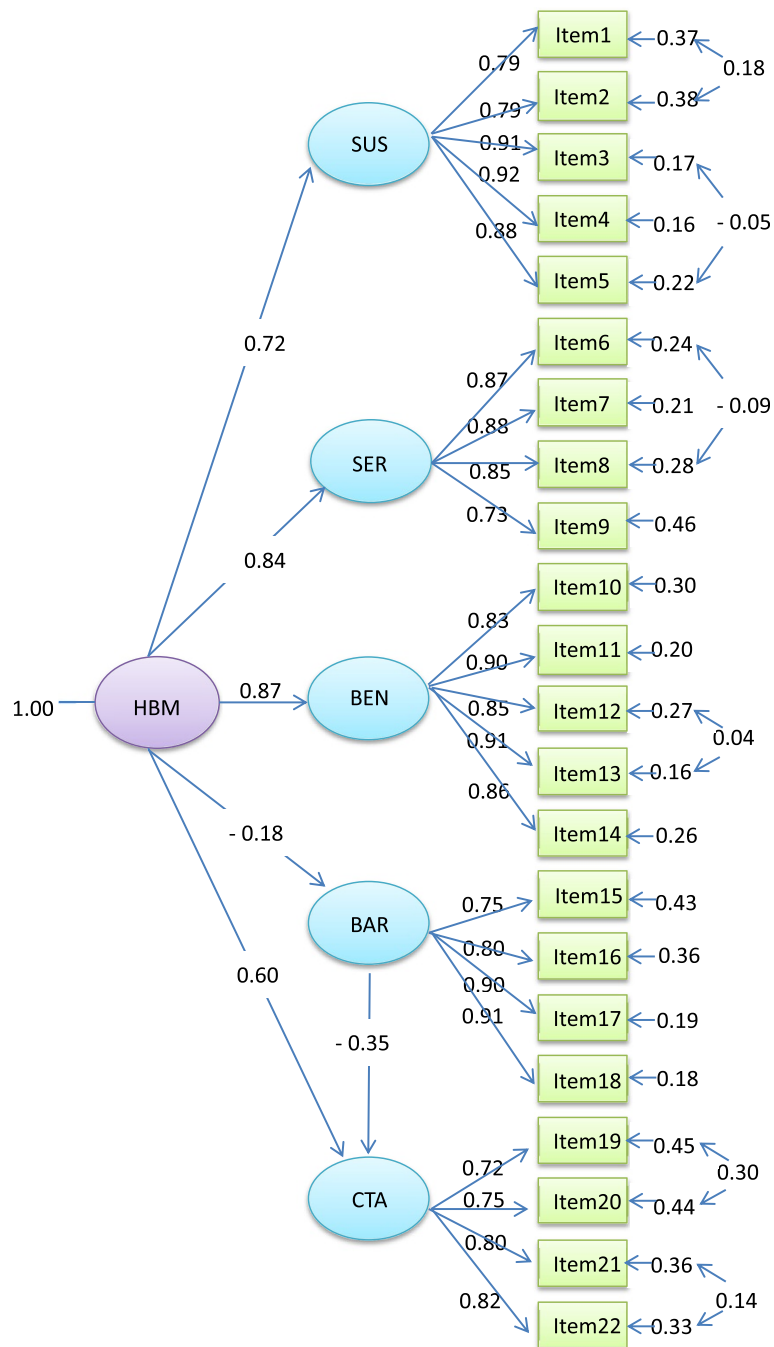 Item1
0.37
0.18
0.79
Item2
0.38
0.79
SUS
0.91
Item3
0.17
0.92
Item4
0.16
- 0.05
0.88
Item5
0.22
0.72
Item6
0.24
0.87
Item7
0.21
- 0.09
0.88
SER
0.85
Item8
0.28
0.73
Item9
0.46
0.84
Item10
0.30
0.83
Item11
0.20
0.90
1.00
HBM
0.87
BEN
0.85
Item12
0.27
0.04
0.91
Item13
0.16
0.86
Item14
0.26
- 0.18
Item15
0.43
0.75
BAR
0.80
Item16
0.36
0.60
0.90
Item17
0.19
0.91
- 0.35
Item18
0.18
Item19
0.45
0.30
0.72
CTA
0.75
Item20
0.44
0.80
Item21
0.36
0.14
0.82
Item22
0.33